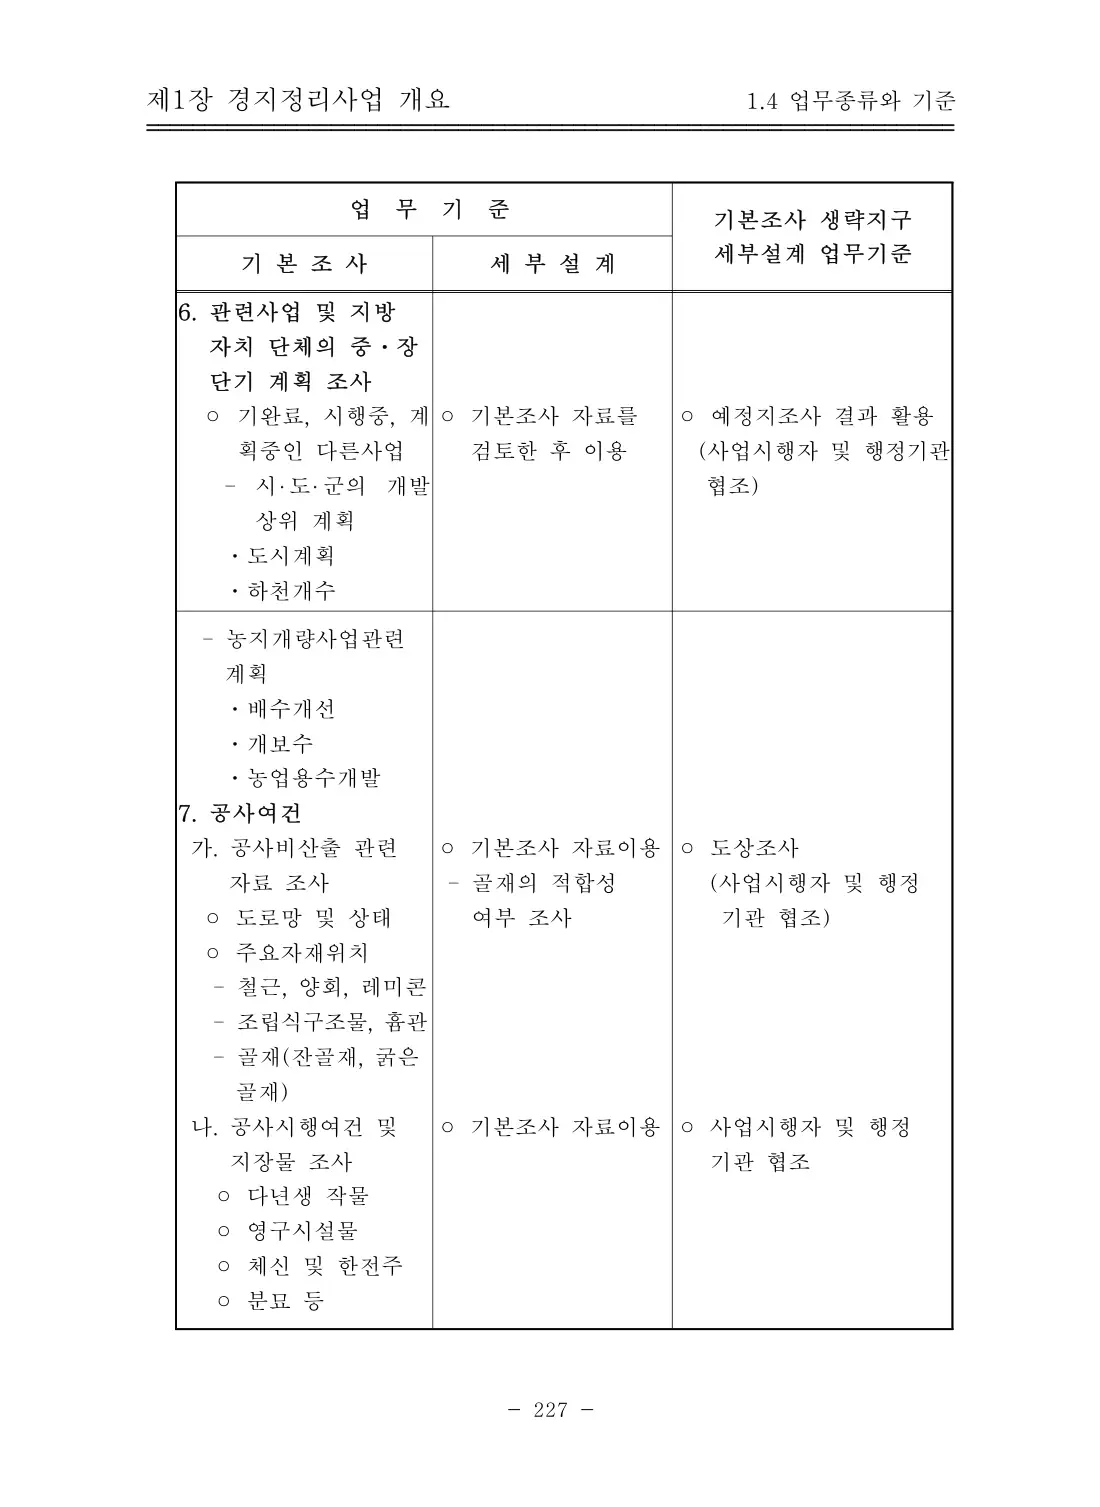 제1장 경지정리사업 개요
1.4 업무종류와 기준
업 무 기 준
기본조사 생략지구
세부설계 업무기준
기 본 조 사
세 부 설 계
6. 관련사업 및 지방
자치 단체의 중·장
단기 계획 조사
○ 기완료, 시행중, 계
획중인 다른사업
- 시·도·군의 개발
상위 계획
·도시계획
·하천개수
○ 기본조사 자료를
검토한 후 이용
○ 예정지조사 결과 활용
(사업시행자 및 행정기관
협조)
- 농지개량사업관련
계획
·배수개선
·개보수
·농업용수개발
7. 공사여건
가. 공사비산출 관련
자료 조사
○ 도로망 및 상태
○ 주요자재위치
- 철근, 양회, 레미콘
- 조립식구조물, 흄관
- 골재(잔골재, 굵은
골재)
○ 기본조사 자료이용
- 골재의 적합성
여부 조사
○ 도상조사
(사업시행자 및 행정
기관 협조)
나. 공사시행여건 및
지장물 조사
○ 다년생 작물
○ 영구시설물
○ 체신 및 한전주
○ 분묘 등
○ 기본조사 자료이용
○ 사업시행자 및 행정
기관 협조
- 227 -